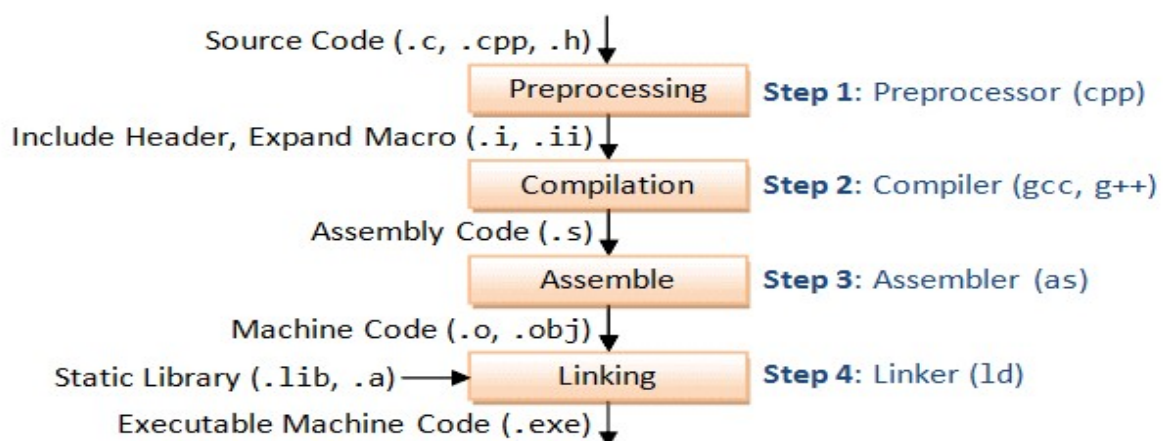 Source Code (.c, .cpp, .h)
Preprocessing
Step 1: Preprocessor (cpp)
Include Header, Expand Macro (.i, .ii)
Compilation
Step 2: Compiler (gcc, g++)
Assembly Code (.s)
Assemble
Step 3: Assembler (as)
Machine Code (.o, .obj)
Static Library (.lib, .a)
Linking
Step 4: Linker (ld)
Executable Machine Code (.exe)